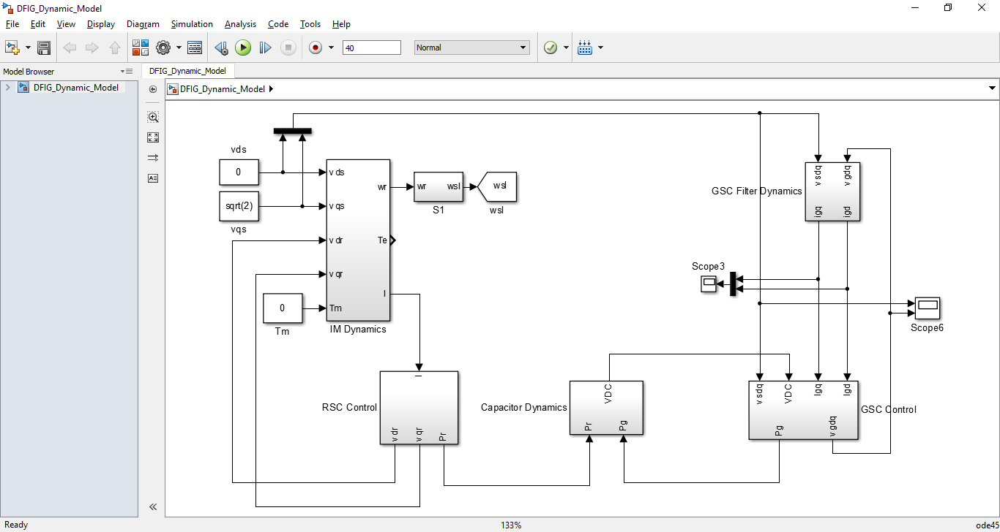 DFIG_Dynamic_Model
File Edit View Display Diagram Simulation Analysis Code Tools Help
40 Normal
Model Browser DFIG_Dynamic_Model
DFIG_Dynamic_Model DFIG_Dynamic_Model
vds
0
sqrt(2)
vqs
v ds
v qs
v dr
v qr
Tm
wr
Te
I
IM Dynamics
0
Tm
wr wsl
S1
wsl
wsl
v sdq v gdq
GSC Filter Dynamics
igq igd
Scope3
Scope6
I
RSC Control
v dr v qr Pr
VDC
Capacitor Dynamics
Pr Pg
v sdq VDC Igq Igd
GSC Control
Pg v gdq
Ready 133% ode45